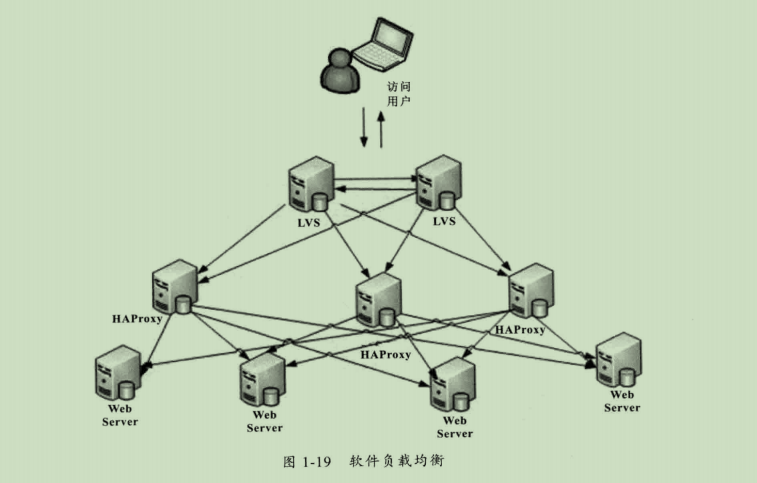 访问
用户
LVS
LVS
HAProxy
HAProxy
HAProxy
Web
Server
Web
Server
Web
Server
Web
Server
图 1-19 软件负载均衡